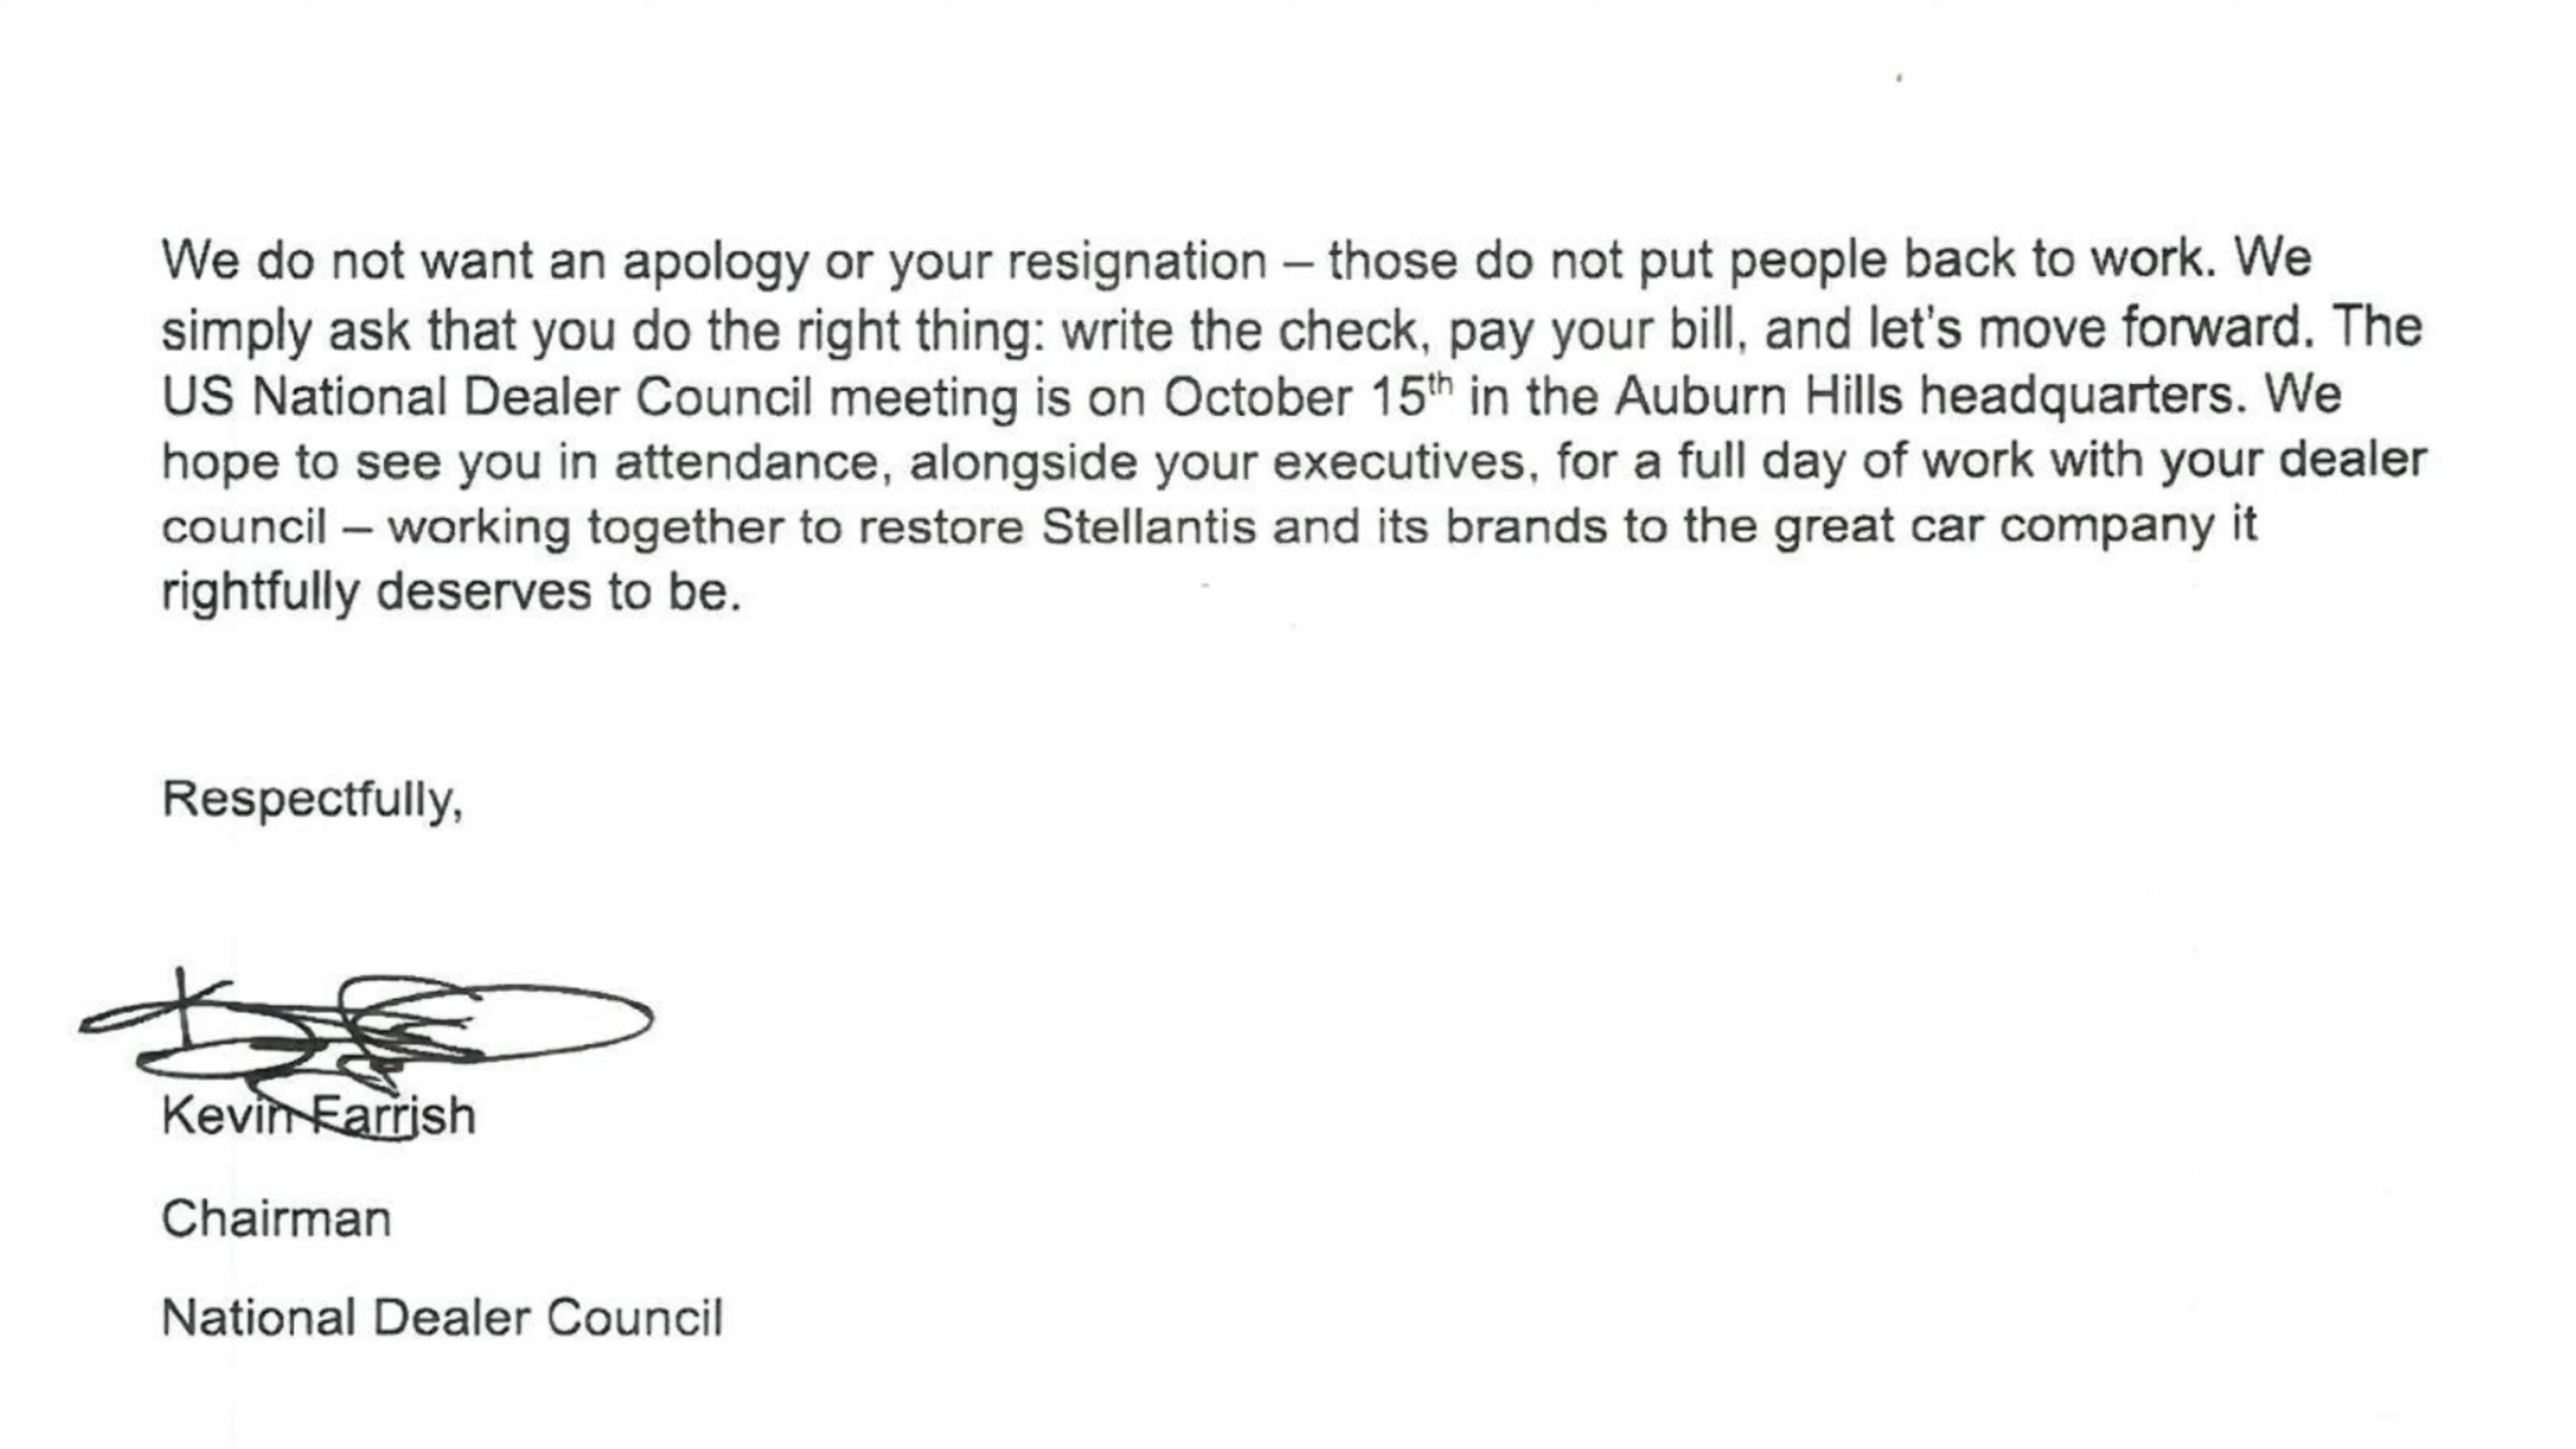 We do not want an apology or your resignation – those do not put people back to work. We
simply ask that you do the right thing: write the check, pay your bill, and let's move forward. The
US National Dealer Council meeting is on October 15th in the Auburn Hills headquarters. We
hope to see you in attendance, alongside your executives, for a full day of work with your dealer
council – working together to restore Stellantis and its brands to the great car company it
rightfully deserves to be.
Respectfully,
Kevin Farrish
Chairman
National Dealer Council